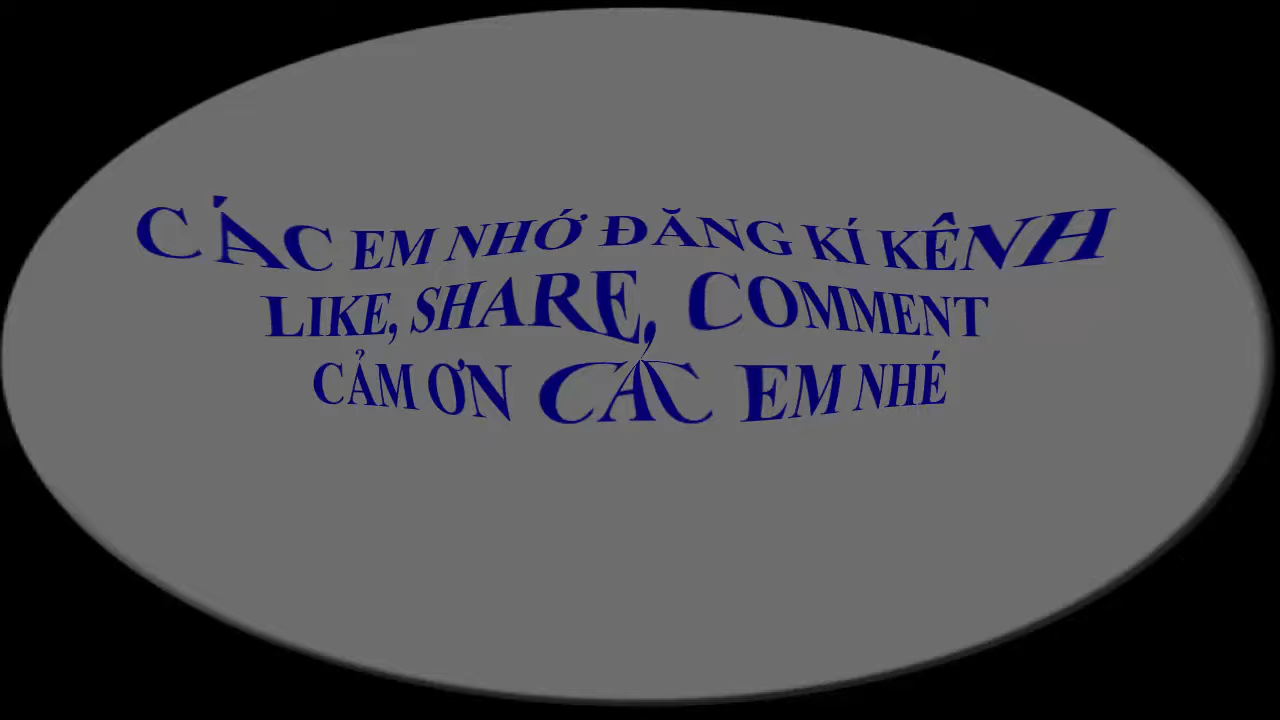 CÁC EM NHỚ ĐĂNG KÍ KÊNH
LIKE, SHARE, COMMENT
CẢM ƠN CÁC EM NHÉ